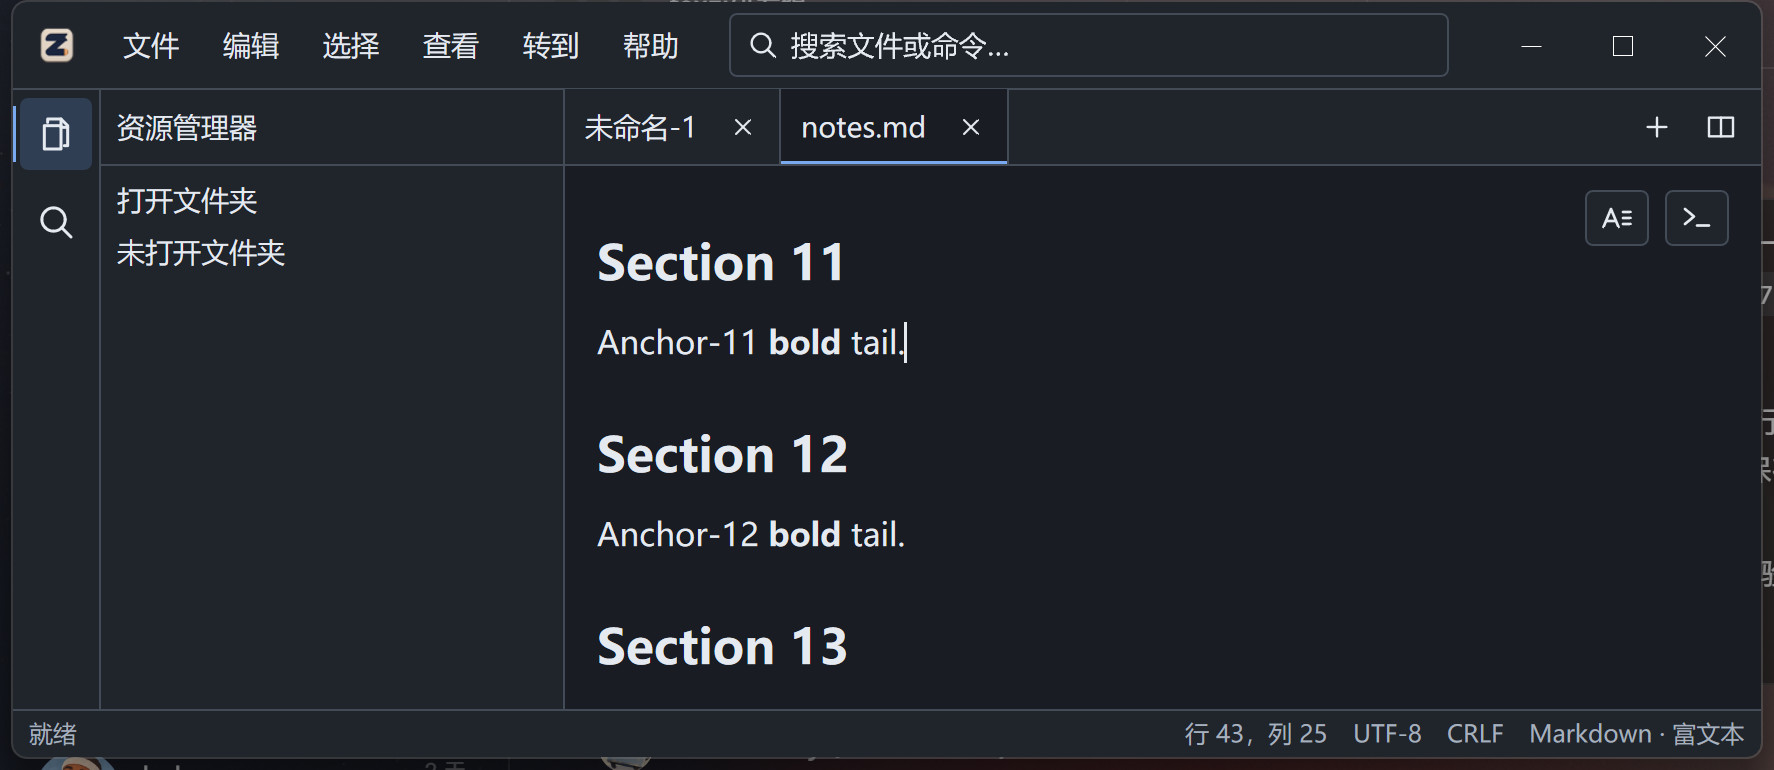 文件 编辑 选择 查看 转到 帮助 搜索文件或命令...
资源管理器 未命名-1 notes.md
打开文件夹
未打开文件夹
Section 11
Anchor-11 bold tail.
Section 12
Anchor-12 bold tail.
Section 13
就绪 行 43，列 25 UTF-8 CRLF Markdown · 富文本